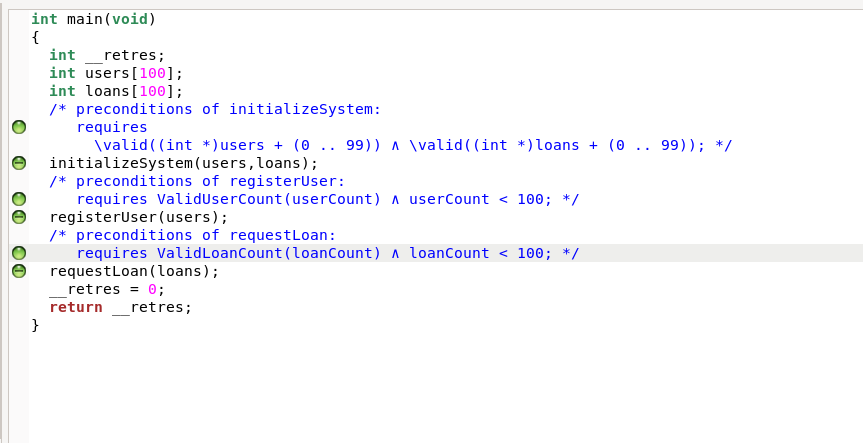 int main(void)
{
  int __retres;
  int users[100];
  int loans[100];
  /* preconditions of initializeSystem:
     requires
       \valid((int *)users + (0 .. 99)) ∧ \valid((int *)loans + (0 .. 99)); */
  initializeSystem(users,loans);
  /* preconditions of registerUser:
     requires ValidUserCount(userCount) ∧ userCount < 100; */
  registerUser(users);
  /* preconditions of requestLoan:
     requires ValidLoanCount(loanCount) ∧ loanCount < 100; */
  requestLoan(loans);
  __retres = 0;
  return __retres;
}